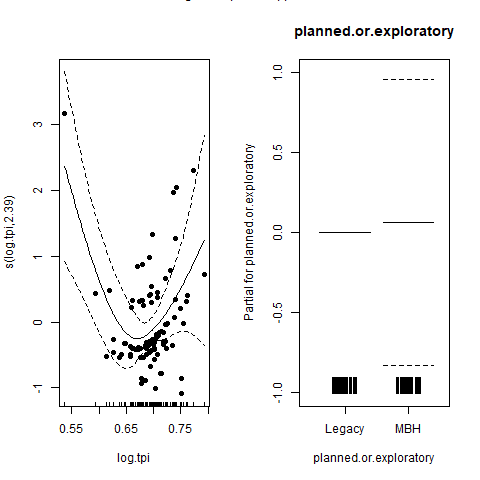 planned.or.exploratory
s(log.tpi,2.39)
3
2
1
0
-1
0.55
0.65
0.75
log.tpi
Partial for planned.or.exploratory
1.0
0.5
0.0
-0.5
-1.0
Legacy
MBH
planned.or.exploratory